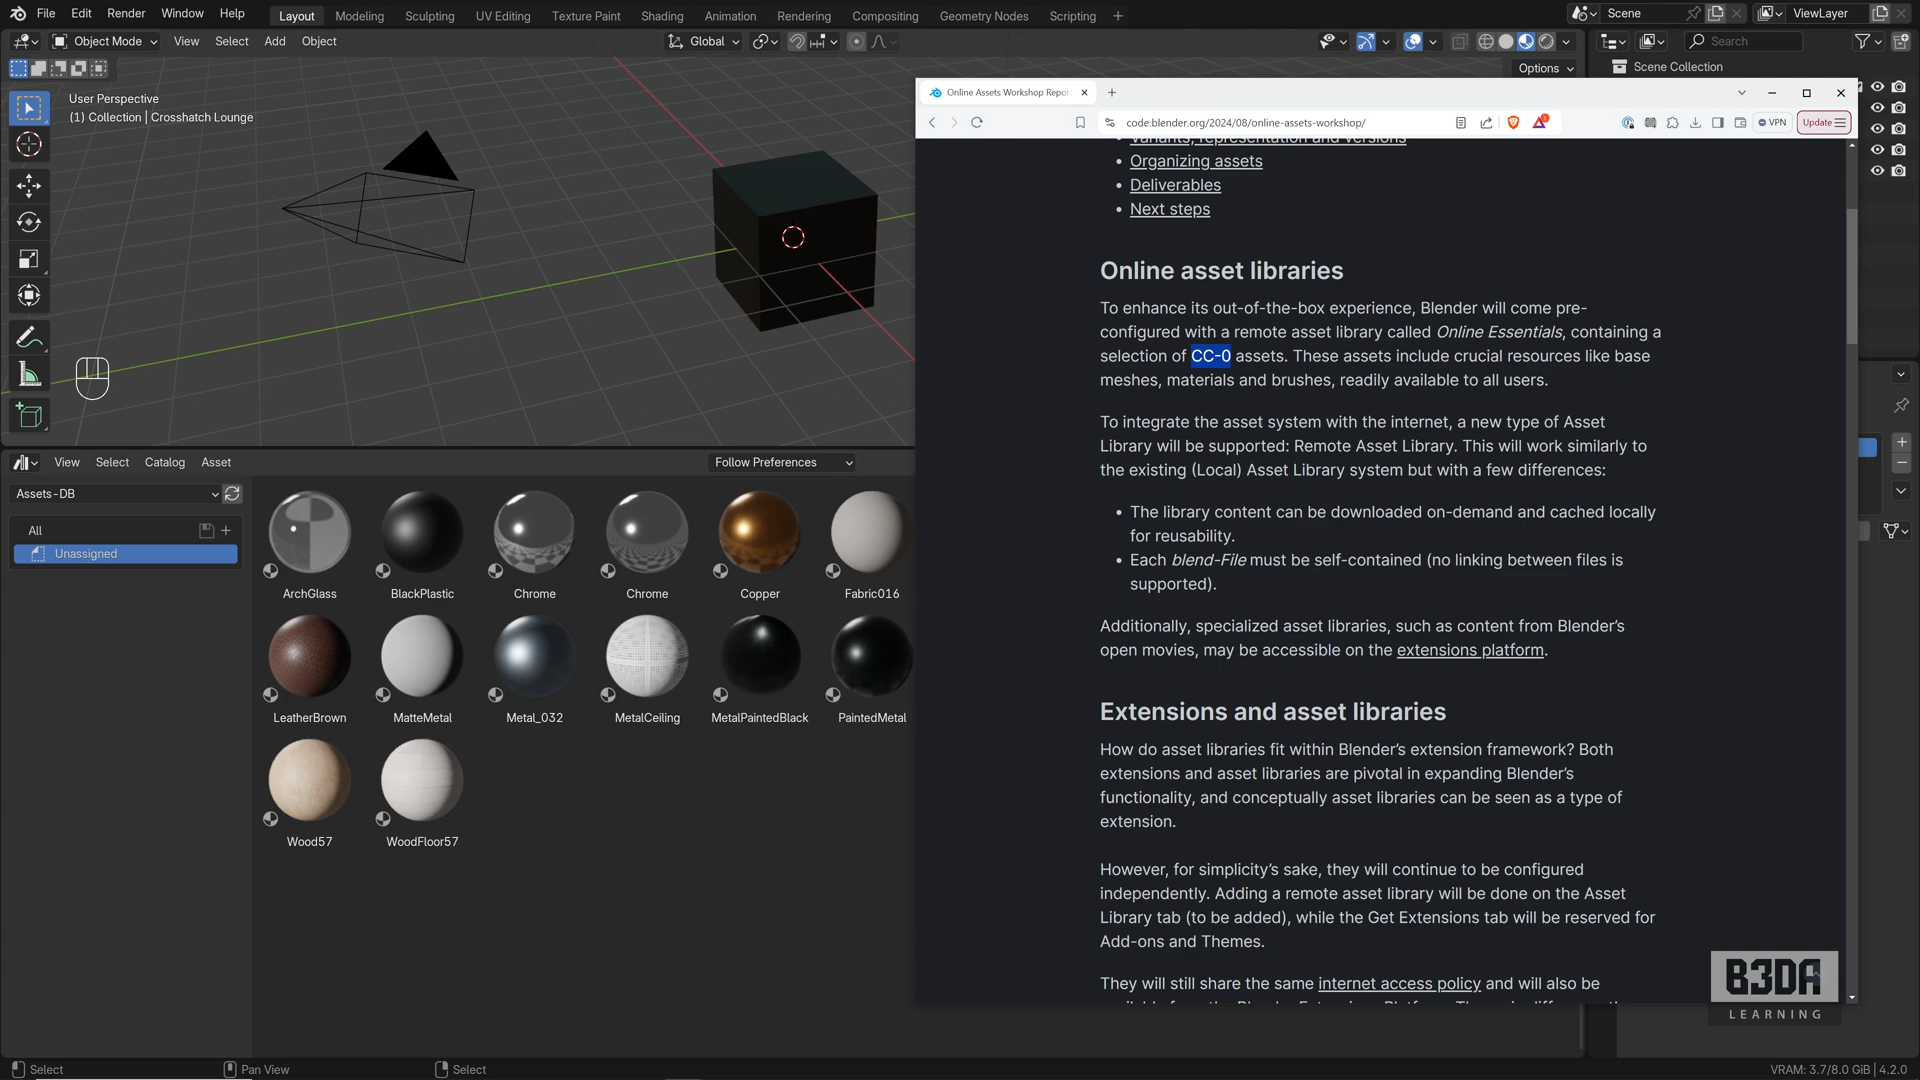 File Edit Render Window Help Layout Modeling Sculpting UV Editing Texture Paint Shading Animation Rendering Compositing Geometry Nodes Scripting + Scene ViewLayer
Object Mode View Select Add Object Global Search
Options Scene Collection
User Perspective
(1) Collection | Crosshatch Lounge
Online Assets Workshop Repor
code.blender.org/2024/08/online-assets-workshop/ VPN Update
Variants, representation and versions
Organizing assets
Deliverables
Next steps
Online asset libraries
To enhance its out-of-the-box experience, Blender will come pre-
configured with a remote asset library called Online Essentials, containing a
selection of CC-0 assets. These assets include crucial resources like base
meshes, materials and brushes, readily available to all users.
To integrate the asset system with the internet, a new type of Asset
Library will be supported: Remote Asset Library. This will work similarly to
the existing (Local) Asset Library system but with a few differences:
The library content can be downloaded on-demand and cached locally
for reusability.
Each blend-File must be self-contained (no linking between files is
supported).
Additionally, specialized asset libraries, such as content from Blender's
open movies, may be accessible on the extensions platform.
Extensions and asset libraries
How do asset libraries fit within Blender's extension framework? Both
extensions and asset libraries are pivotal in expanding Blender's
functionality, and conceptually asset libraries can be seen as a type of
extension.
However, for simplicity's sake, they will continue to be configured
independently. Adding a remote asset library will be done on the Asset
Library tab (to be added), while the Get Extensions tab will be reserved for
Add-ons and Themes.
They will still share the same internet access policy and will also be
View Select Catalog Asset Follow Preferences
Assets-DB
All
Unassigned
ArchGlass BlackPlastic Chrome Chrome Copper Fabric016
LeatherBrown MatteMetal Metal_032 MetalCeiling MetalPaintedBlack PaintedMetal
Wood57 WoodFloor57
B3DA
LEARNING
Select Pan View Select VRAM: 3.7/8.0 GiB | 4.2.0